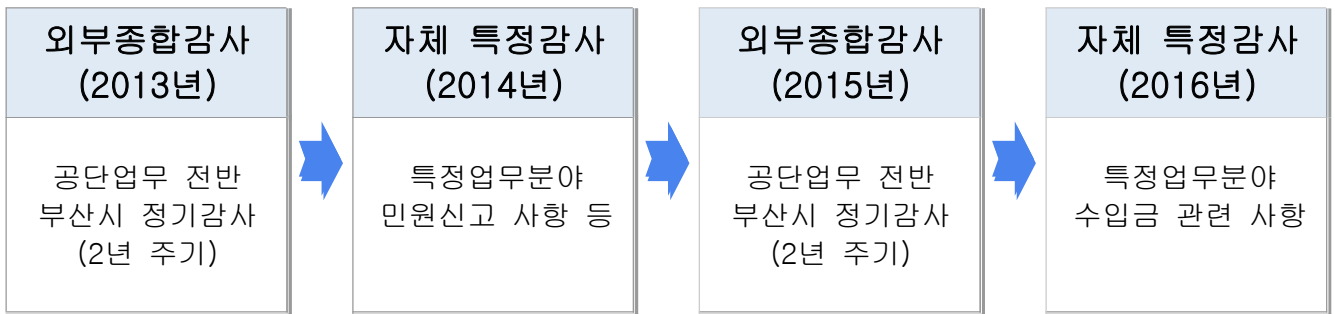 외부종합감사
(2013년)
공단업무 전반
부산시 정기감사
(2년 주기)
자체 특정감사
(2014년)
특정업무분야
민원신고 사항 등
외부종합감사
(2015년)
공단업무 전반
부산시 정기감사
(2년 주기)
자체 특정감사
(2016년)
특정업무분야
수입금 관련 사항